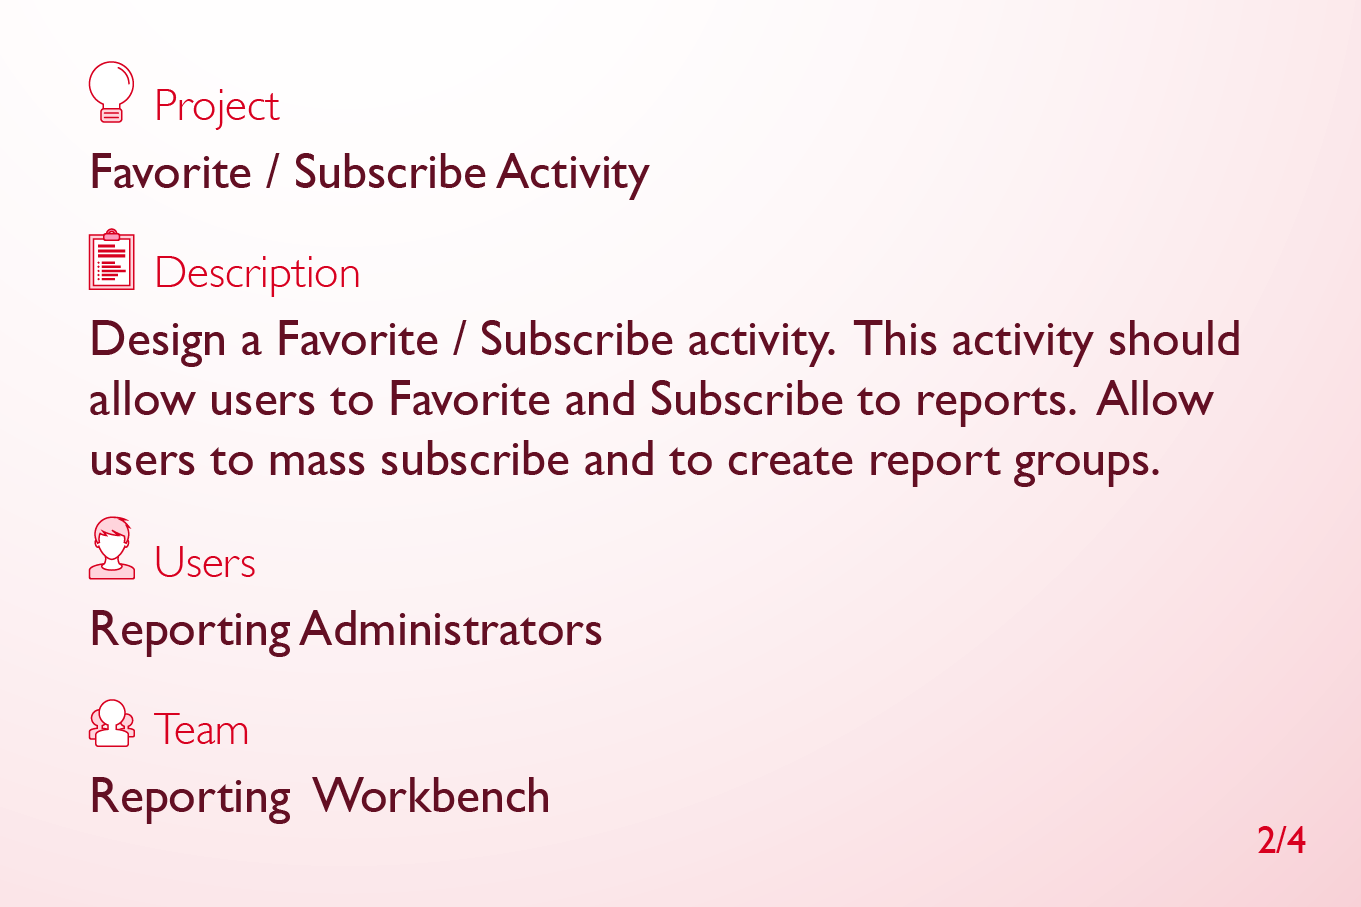 Project
Favorite / Subscribe Activity
Description
Design a Favorite / Subscribe activity. This activity should
allow users to Favorite and Subscribe to reports. Allow
users to mass subscribe and to create report groups.
Users
Reporting Administrators
Team
Reporting Workbench
2/4